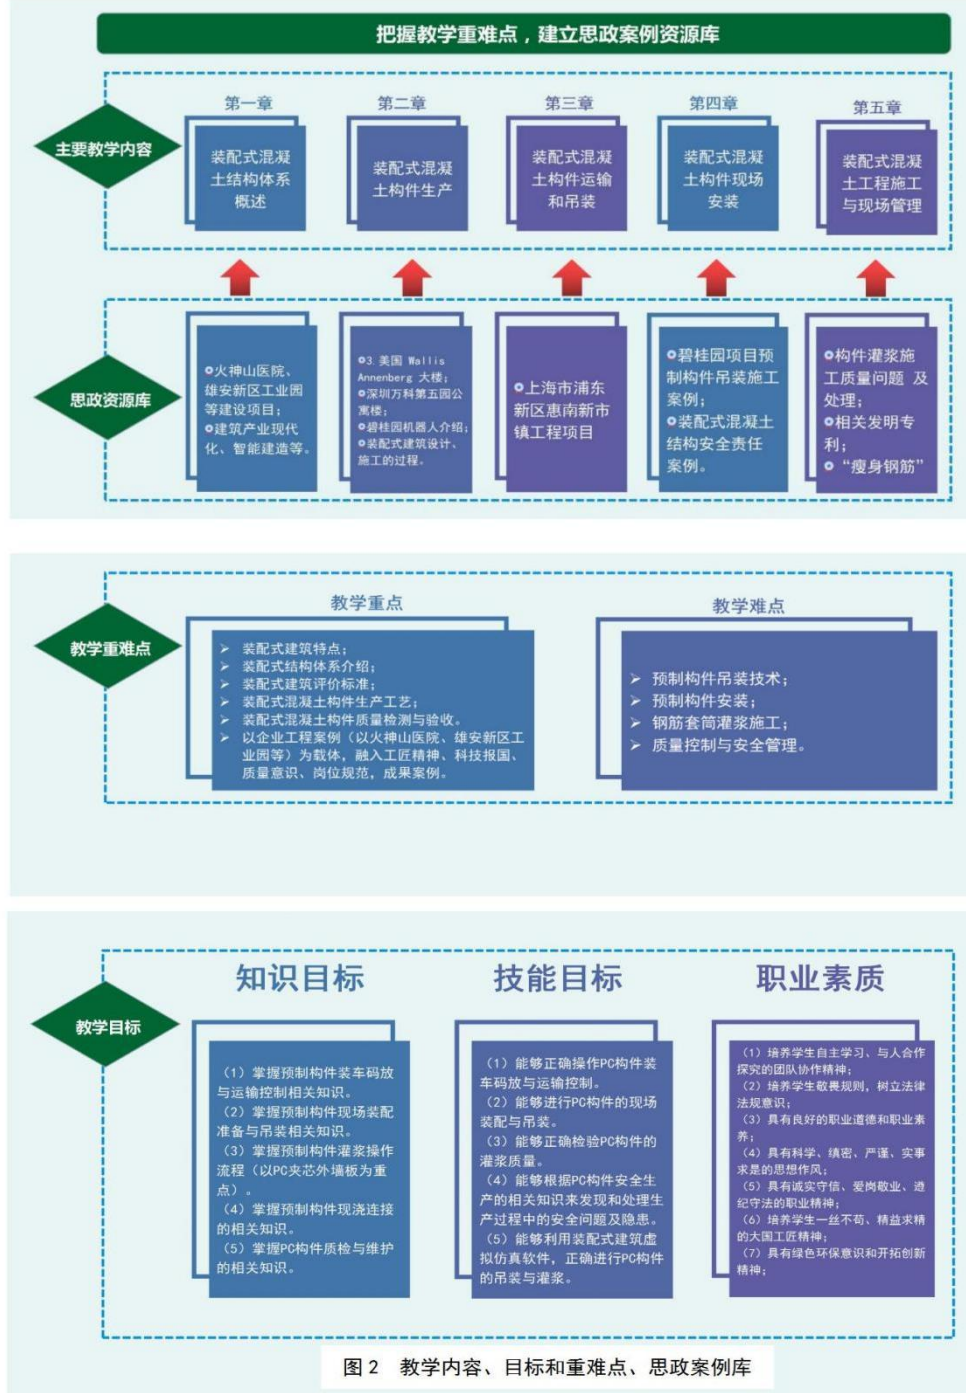 把握教学重难点，建立思政案例资源库
主要教学内容
第一章
装配式混凝
土结构体系
概述
第二章
装配式混凝
土构件生产
第三章
装配式混凝
土构件运输
和吊装
第四章
装配式混凝
土构件现场
安装
第五章
装配式混凝
土工程施工
与现场管理
思政资源库
火神山医院、
雄安新区工业园
等建设项目；
建筑产业现代
化、智能建造等。
3.美国 Wallis
Annenberg 大楼；
深圳万科第五园公
寓楼；
碧桂园机器人介绍；
装配式建筑设计、
施工的过程。
上海市浦东
新区惠南新市
镇工程项目
碧桂园项目预
制构件吊装施工
案例；
装配式混凝土
结构安全责任
案例。
构件灌浆施
工质量问题 及
处理；
相关发明专
利；
“瘦身钢筋”
教学重难点
教学重点
装配式建筑特点；
装配式结构体系介绍；
装配式建筑评价标准；
装配式混凝土构件生产工艺；
装配式混凝土构件质量检测与验收。
以企业工程案例（以火神山医院、雄安新区工
业园等）为载体，融入工匠精神、科技报国、
质量意识、岗位规范，成果案例。
教学难点
预制构件吊装技术；
预制构件安装；
钢筋套筒灌浆施工；
质量控制与安全管理。
教学目标
知识目标
（1）掌握预制构件装车码放
与运输控制相关知识。
（2）掌握预制构件现场装配
准备与吊装相关知识。
（3）掌握预制构件灌浆操作
流程（以PC夹芯外墙板为重
点）。
（4）掌握预制构件现浇连接
的相关知识。
（5）掌握PC构件质检与维护
的相关知识。
技能目标
（1）能够正确操作PC构件装
车码放与运输控制。
（2）能够进行PC构件的现场
装配与吊装。
（3）能够正确检验PC构件的
灌浆质量。
（4）能够根据PC构件安全生
产的相关知识来发现和处理生
产过程中的安全问题及隐患。
（5）能够利用装配式建筑虚
拟仿真软件，正确进行PC构件
的吊装与灌浆。
职业素质
（1）培养学生自主学习、与人合作
探究的团队协作精神；
（2）培养学生敬畏规则，树立法律
法规意识；
（3）具有良好的职业道德和职业素
养；
（4）具有科学、缜密、严谨、实事
求是的思想作风；
（5）具有诚实守信、爱岗敬业、遵
纪守法的职业精神；
（6）培养学生一丝不苟、精益求精
的大国工匠精神；
（7）具有绿色环保意识和开拓创新
精神；
图 2 教学内容、目标和重难点、思政案例库